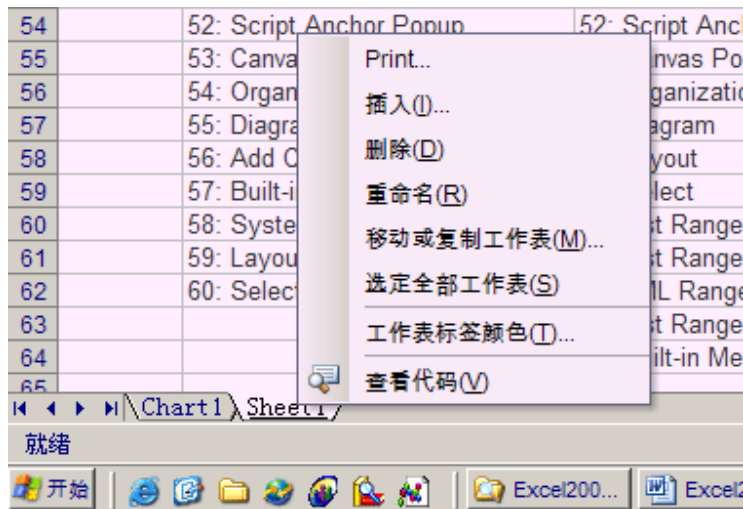 54 52: Script Anchor Popup 52: Script Anc
55 53: Canva nvas Po
56 54: Organ ganizatio
57 55: Diagra agram
58 56: Add C yout
59 57: Built-i lect
60 58: Syste st Range
61 59: Layou st Range
62 60: Selec ML Range
63 st Range
64 ilt-in Me
65
Print...
插入(I)...
删除(D)
重命名(R)
移动或复制工作表(M)...
选定全部工作表(S)
工作表标签颜色(T)...
查看代码(V)
Chart1 Sheet1
就绪
开始 Excel200... Excel2